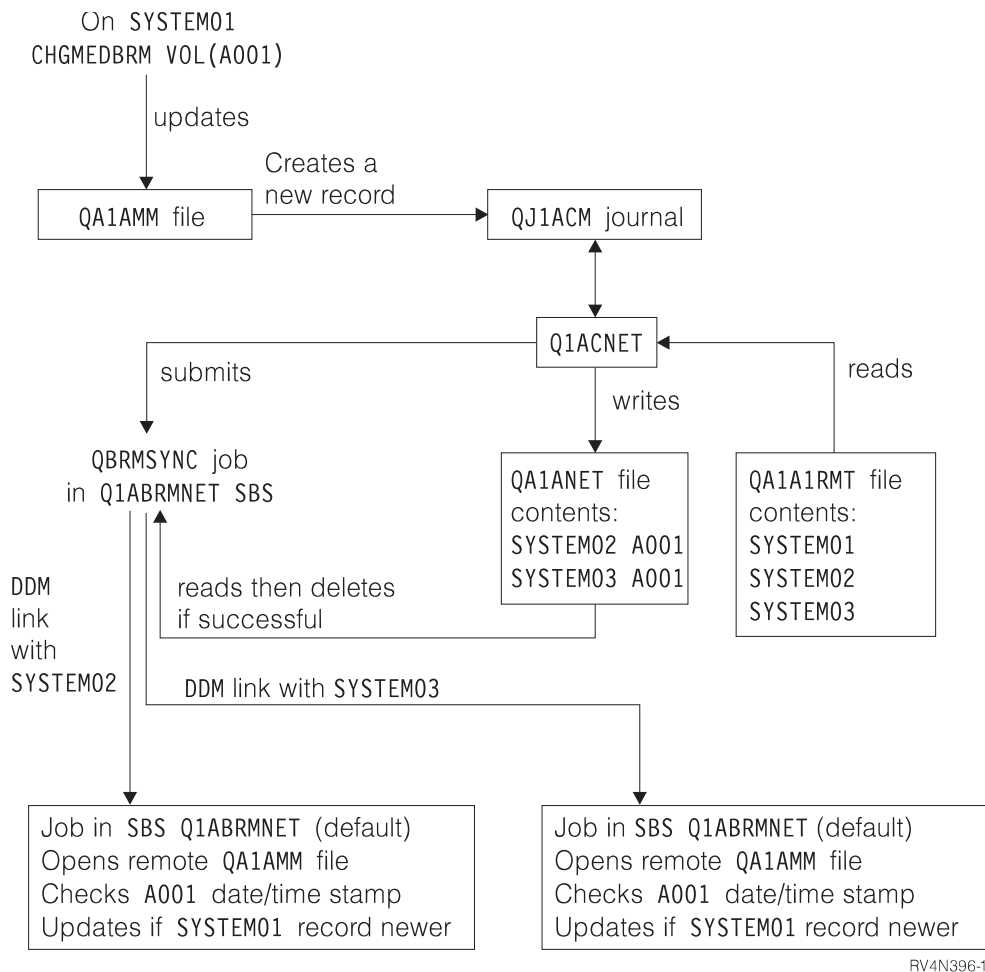 On SYSTEM01
CHGMEDBRM VOL(A001)
updates
Creates a
new record
QA1AMM file
QJ1ACM journal
Q1ACNET
submits
writes
reads
QBRMSYNC job
in Q1ABRMNET SBS
QA1ANET file
contents:
SYSTEM02 A001
SYSTEM03 A001
QA1A1RMT file
contents:
SYSTEM01
SYSTEM02
SYSTEM03
DDM
link
with
SYSTEM02
reads then deletes
if successful
DDM link with SYSTEM03
Job in SBS Q1ABRMNET (default)
Opens remote QA1AMM file
Checks A001 date/time stamp
Updates if SYSTEM01 record newer
Job in SBS Q1ABRMNET (default)
Opens remote QA1AMM file
Checks A001 date/time stamp
Updates if SYSTEM01 record newer
RV4N396-1